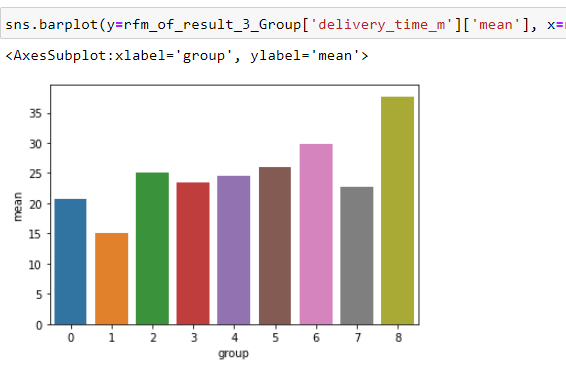 sns.barplot(y=rfm_of_result_3_Group['delivery_time_m']['mean'], x=
<AxesSubplot:xlabel='group', ylabel='mean'>
35
30
25
20
15
10
5
0
mean
0 1 2 3 4 5 6 7 8
group